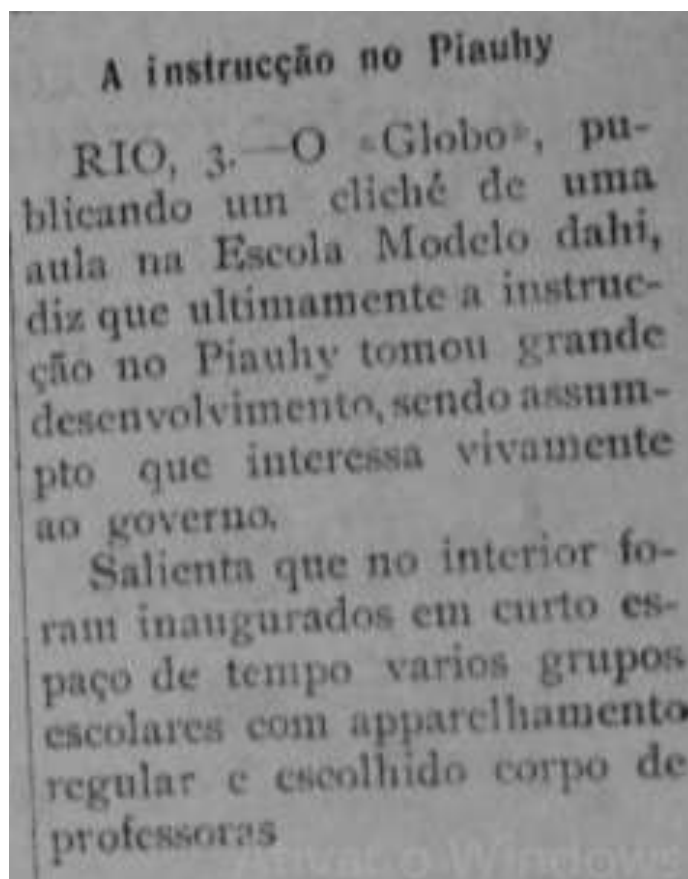 A instrucção no Piauhy
RIO, 3.—O «Globo», pu-
blicando um cliché de uma
aula na Escola Modelo dahi,
diz que ultimamente a instruc-
ção no Piauhy tomou grande
desenvolvimento, sendo assum-
pto que interessa vivamente
ao governo.
Salienta que no interior fo-
ram inaugurados em curto es-
paço de tempo varios grupos
escolares com apparelhamento
regular e escolhido corpo de
professoras
Ativar o Windows